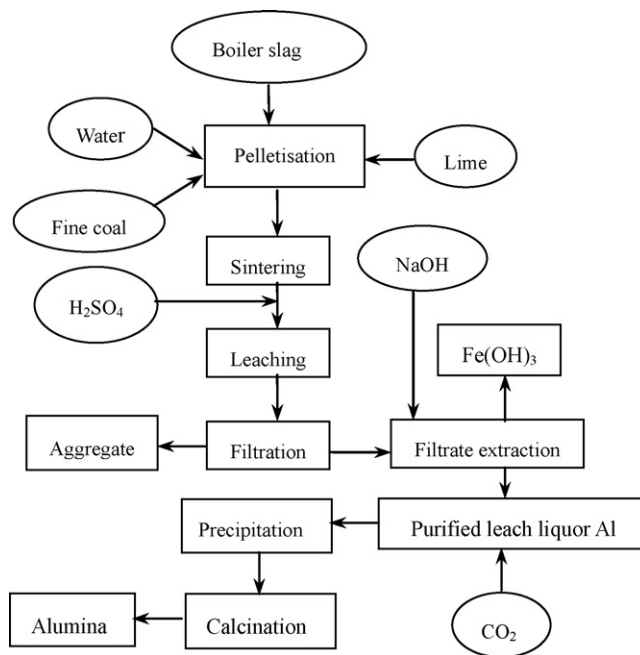 Boiler slag
Water
Pelletisation
Lime
Fine coal
Sintering
NaOH
H₂SO₄
Leaching
Fe(OH)₃
Aggregate
Filtration
Filtrate extraction
Precipitation
Purified leach liquor Al
Alumina
Calcination
CO₂